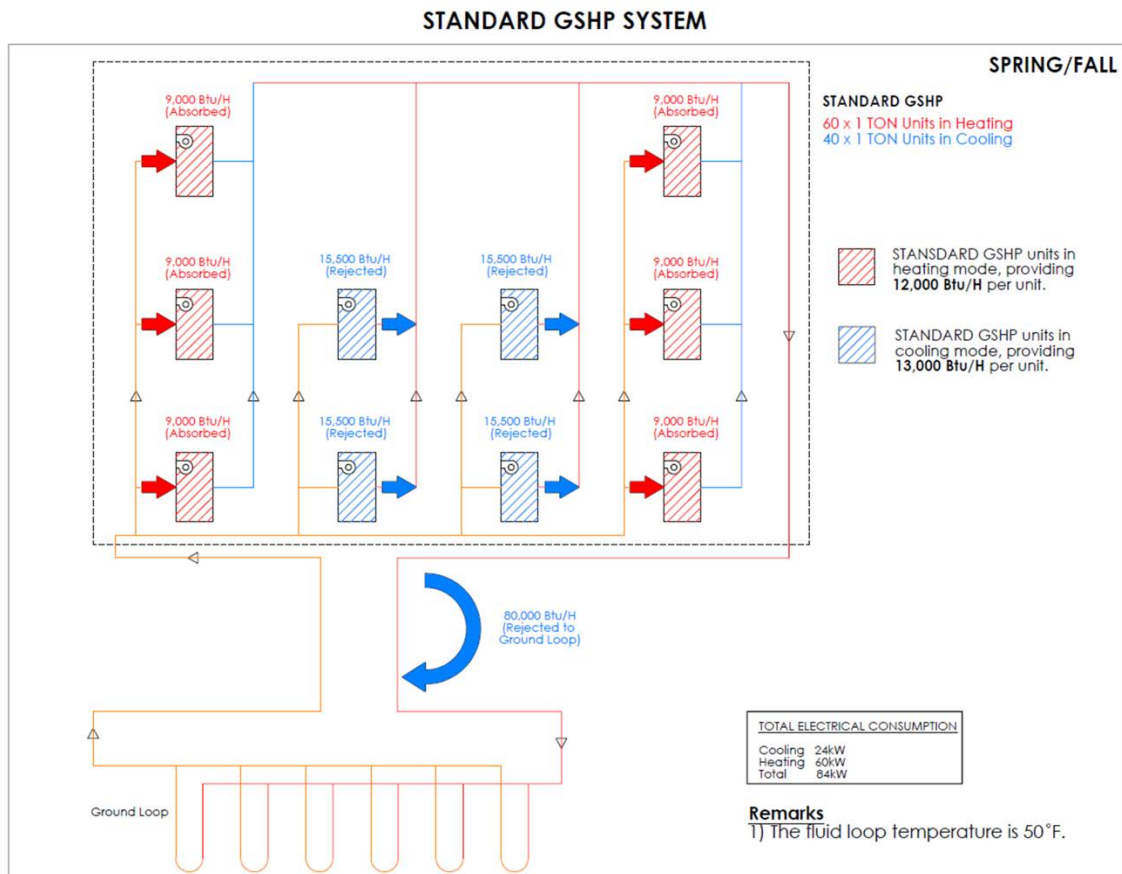 STANDARD GSHP SYSTEM
SPRING/FALL
STANDARD GSHP
60 x 1 TON Units in Heating
40 x 1 TON Units in Cooling
9,000 Btu/H
(Absorbed)
9,000 Btu/H
(Absorbed)
9,000 Btu/H
(Absorbed)
15,500 Btu/H
(Rejected)
15,500 Btu/H
(Rejected)
9,000 Btu/H
(Absorbed)
9,000 Btu/H
(Absorbed)
15,500 Btu/H
(Rejected)
15,500 Btu/H
(Rejected)
9,000 Btu/H
(Absorbed)
STANSDARD GSHP units in
heating mode, providing
12,000 Btu/H per unit.
STANDARD GSHP units in
cooling mode, providing
13,000 Btu/H per unit.
80,000 Btu/H
(Rejected to
Ground Loop)
Ground Loop
TOTAL ELECTRICAL CONSUMPTION
Cooling 24kW
Heating 60kW
Total 84kW
Remarks
1) The fluid loop temperature is 50°F.